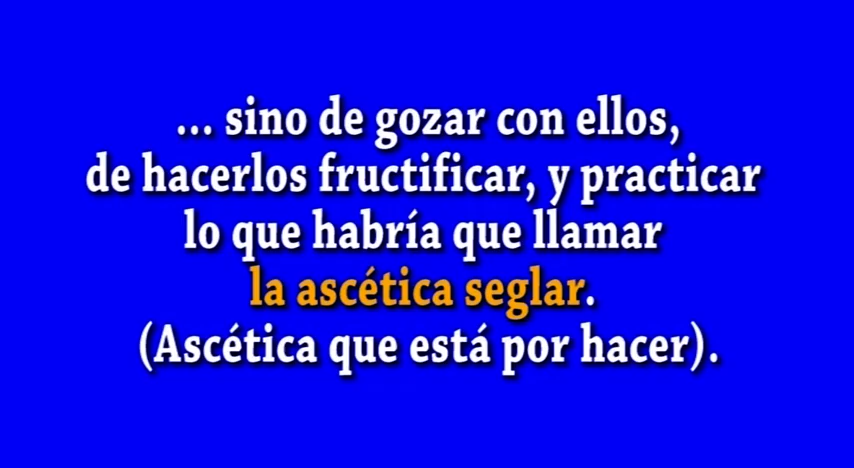 ... sino de gozar con ellos,
de hacerlos fructificar, y practicar
lo que habría que llamar
la ascética seglar.
(Ascética que está por hacer).